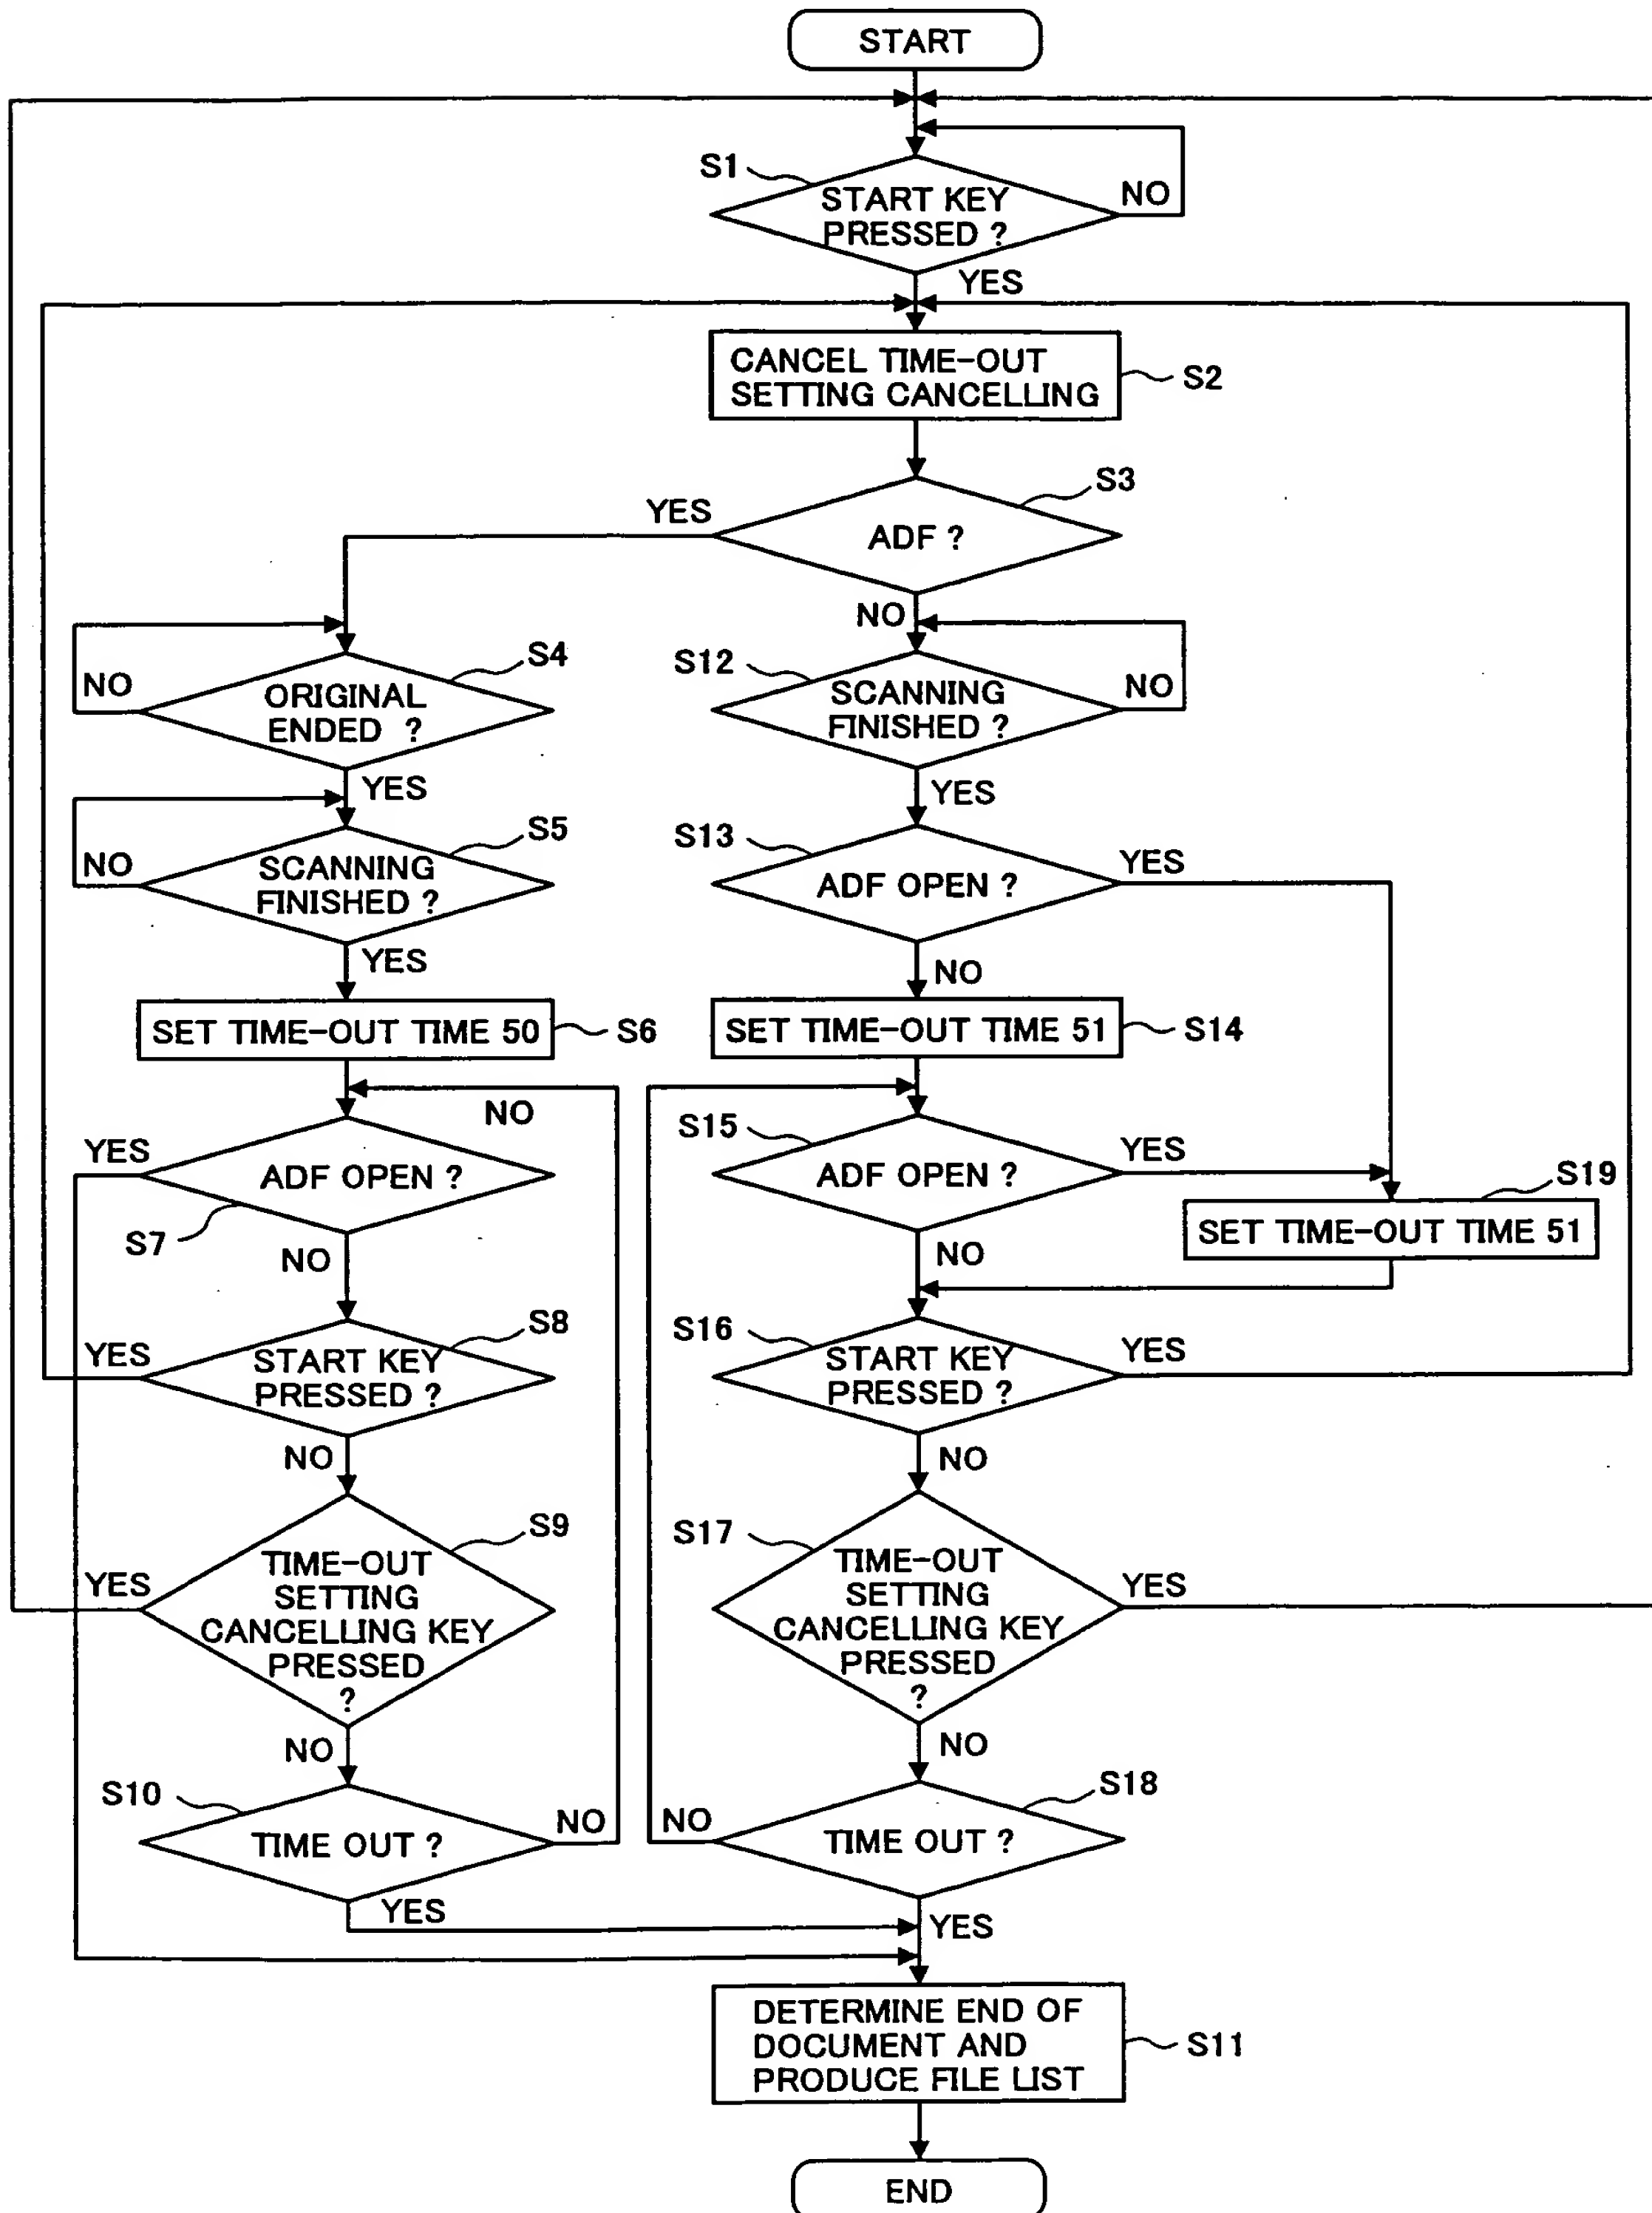 START
S1
START KEY
PRESSED ?
NO
YES
CANCEL TIME-OUT
SETTING CANCELLING
S2
S3
YES
ADF ?
NO
S4
NO
ORIGINAL
ENDED ?
YES
S12
SCANNING
FINISHED ?
NO
YES
S5
NO
SCANNING
FINISHED ?
YES
S13
ADF OPEN ?
YES
NO
SET TIME-OUT TIME 50
S6
SET TIME-OUT TIME 51
S14
NO
YES
ADF OPEN ?
S7
NO
S15
ADF OPEN ?
YES
NO
S19
SET TIME-OUT TIME 51
S8
YES
START KEY
PRESSED ?
NO
S16
START KEY
PRESSED ?
YES
NO
S9
YES
TIME-OUT
SETTING
CANCELLING KEY
PRESSED
?
NO
S17
TIME-OUT
SETTING
CANCELLING KEY
PRESSED
?
YES
NO
S10
TIME OUT ?
NO
YES
S18
NO
TIME OUT ?
YES
DETERMINE END OF
DOCUMENT AND
PRODUCE FILE LIST
S11
END